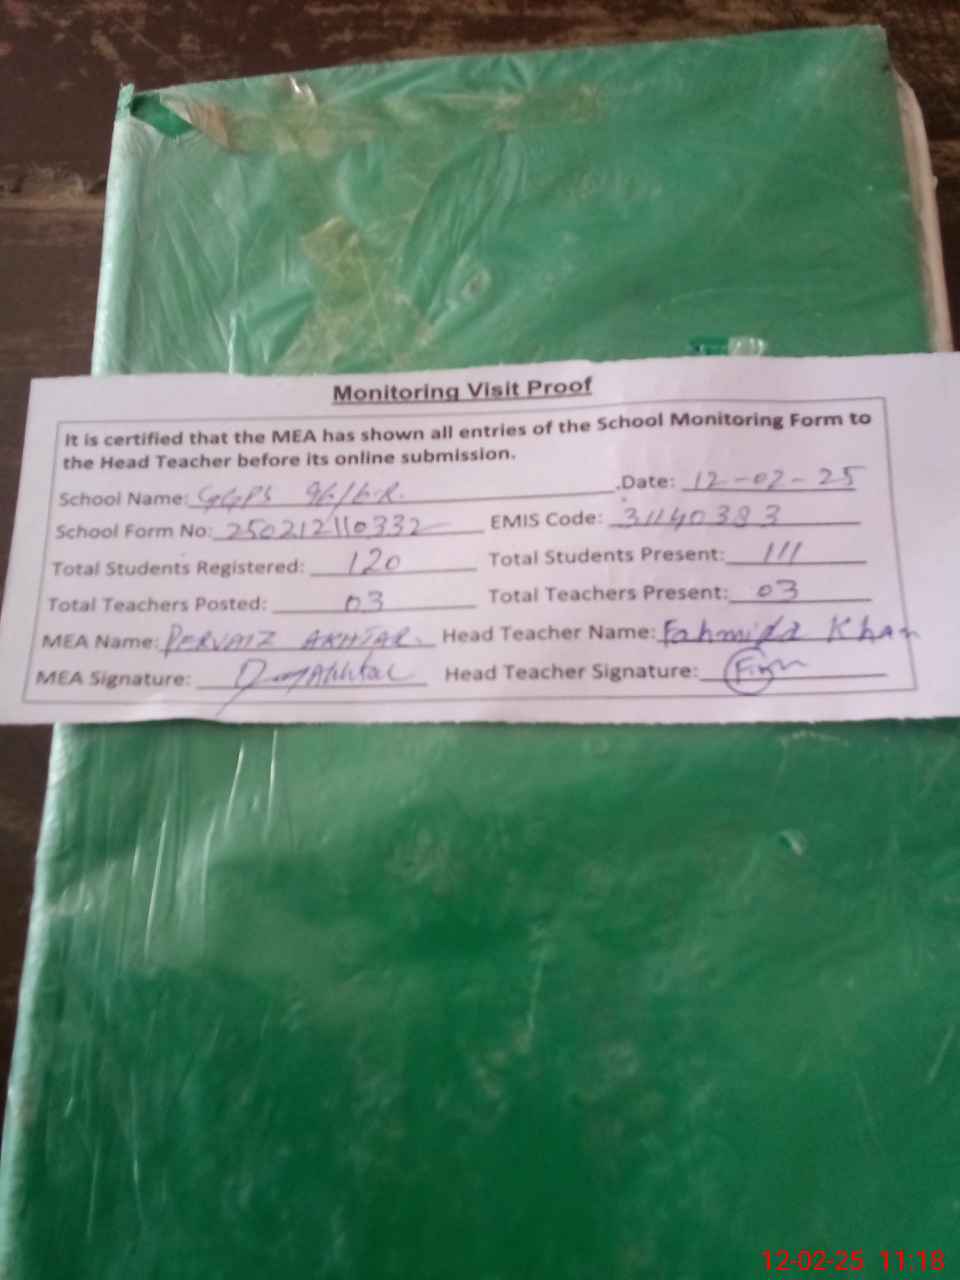 Monitoring Visit Proof
It is certified that the MEA has shown all entries of the School Monitoring Form to
the Head Teacher before its online submission.
School Name: GGPS 96/6-R. Date: 12-02-25
School Form No: 250212110332 EMIS Code: 31140383
Total Students Registered: 120 Total Students Present: 111
Total Teachers Posted: 03 Total Teachers Present: 03
MEA Name: PERVAIZ AKHTAR. Head Teacher Name: Fahmida Khan
MEA Signature: Head Teacher Signature:
12-02-25 11:18